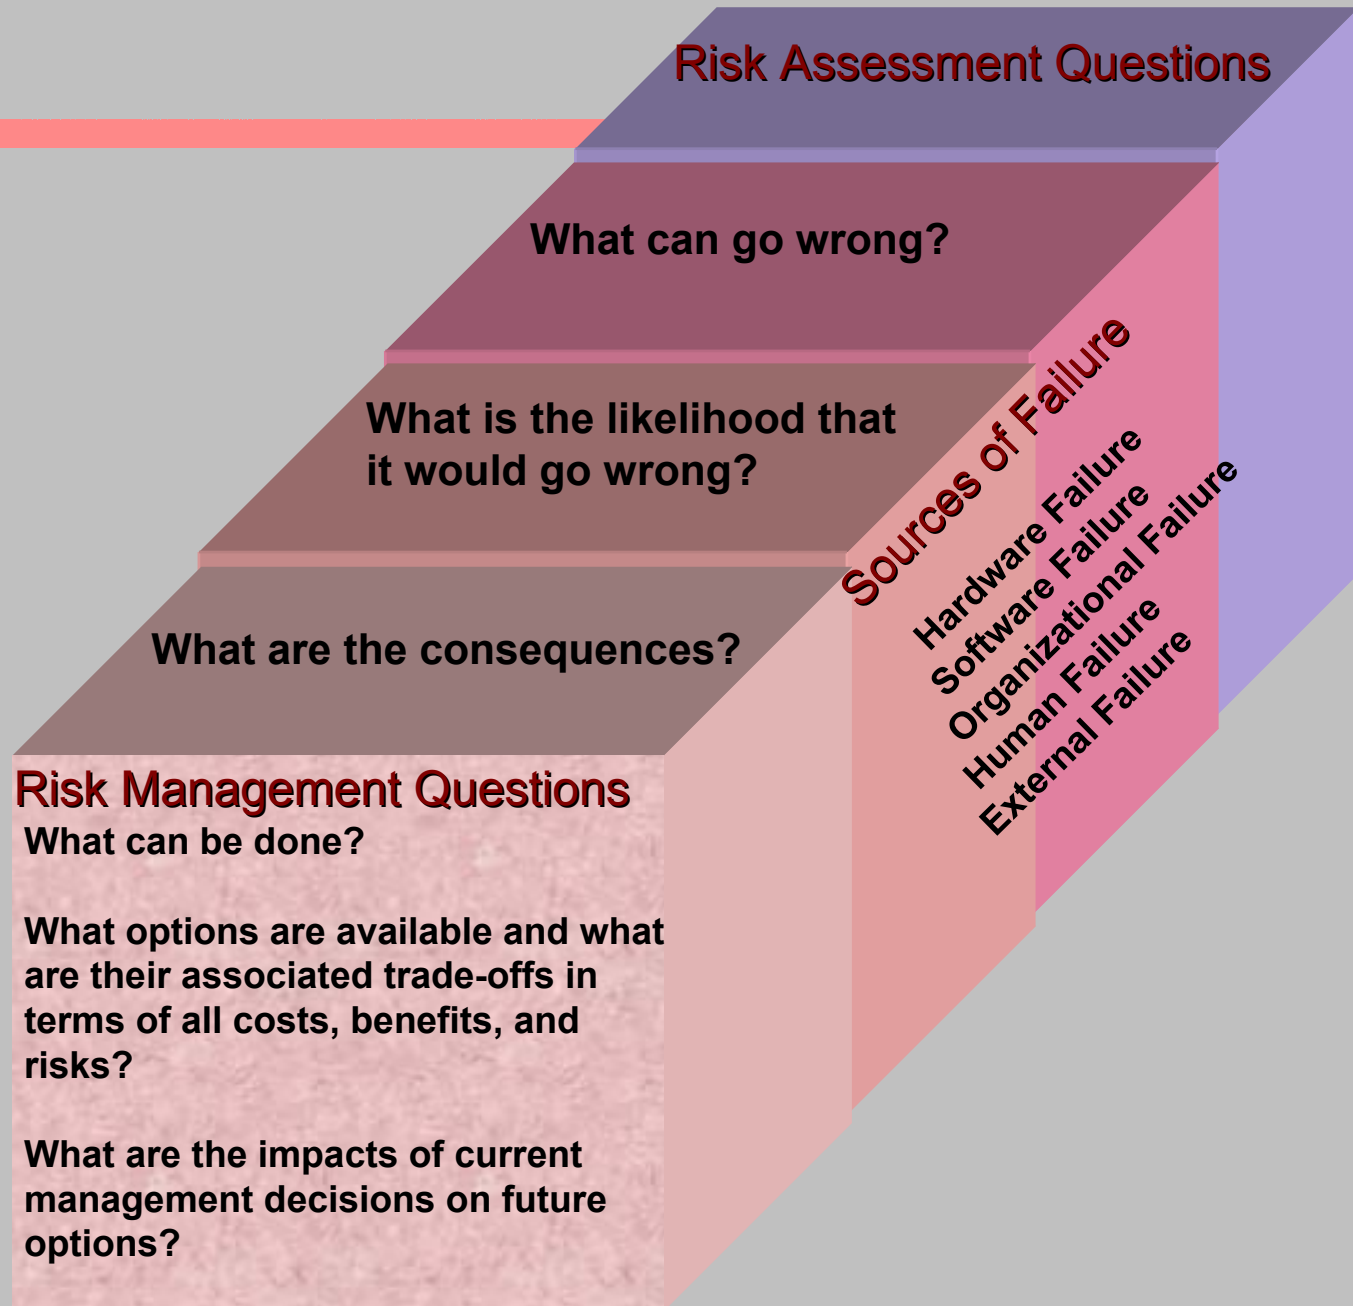 Risk Assessment Questions
What can go wrong?
What is the likelihood that
it would go wrong?
What are the consequences?
Sources of Failure
Hardware Failure
Software Failure
Organizational Failure
Human Failure
External Failure
Risk Management Questions
What can be done?
What options are available and what
are their associated trade-offs in
terms of all costs, benefits, and
risks?
What are the impacts of current
management decisions on future
options?